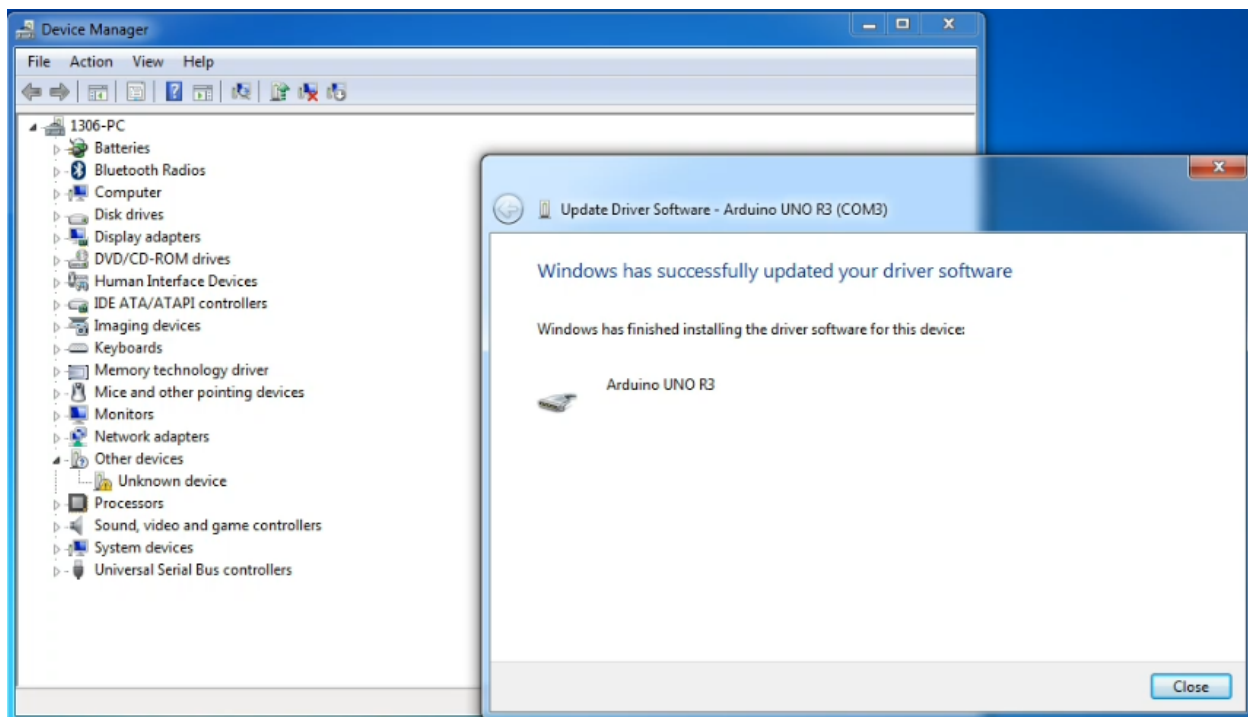 Device Manager
File Action View Help
1306-PC
Batteries
Bluetooth Radios
Computer
Disk drives
Display adapters
DVD/CD-ROM drives
Human Interface Devices
IDE ATA/ATAPI controllers
Imaging devices
Keyboards
Memory technology driver
Mice and other pointing devices
Monitors
Network adapters
Other devices
Unknown device
Processors
Sound, video and game controllers
System devices
Universal Serial Bus controllers
Update Driver Software - Arduino UNO R3 (COM3)
Windows has successfully updated your driver software
Windows has finished installing the driver software for this device:
Arduino UNO R3
Close